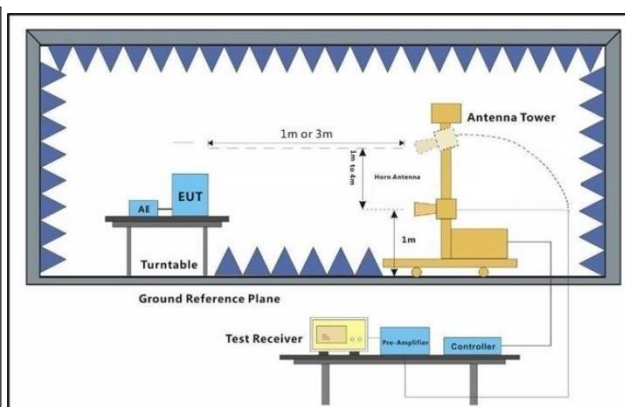 Antenna Tower
1m or 3m
1m to 4m
Horn Antenna
EUT
AE
1m
Turntable
Ground Reference Plane
Test Receiver
Pre-Amplifier
Controller